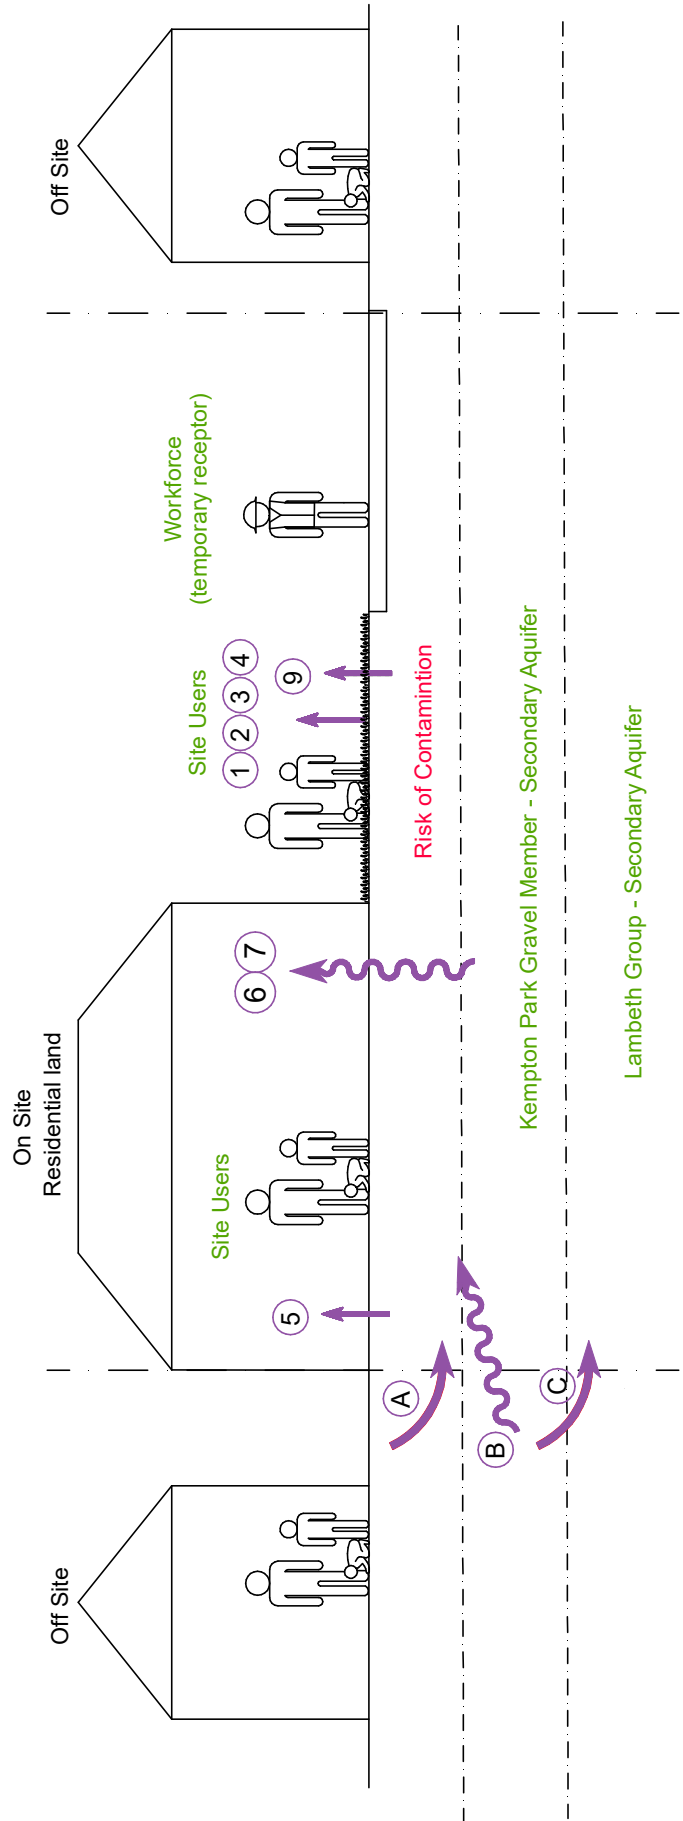 Off Site
On Site
Residential land
Off Site
Site Users
5
6 7
Site Users
1 2 3 4
9
Workforce
(temporary receptor)
A
B
C
Risk of Contamintion
Kempton Park Gravel Member - Secondary Aquifer
Lambeth Group - Secondary Aquifer